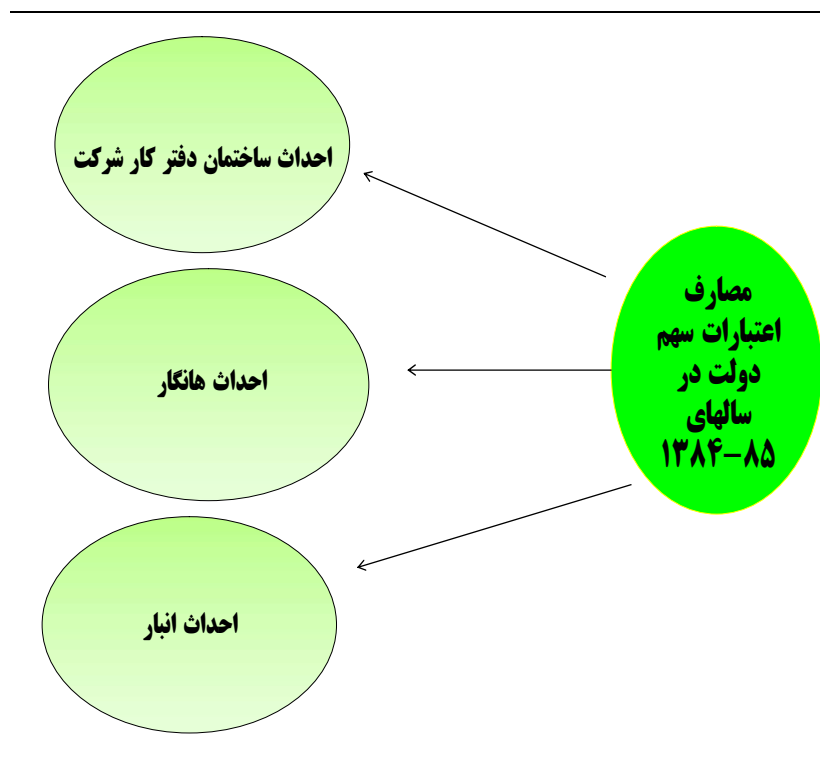 مصارف
اعتبارات سهم
دولت در
سالهای
۱۳۸۴-۸۵
احداث ساختمان دفتر کار شرکت
احداث هانگار
احداث انبار